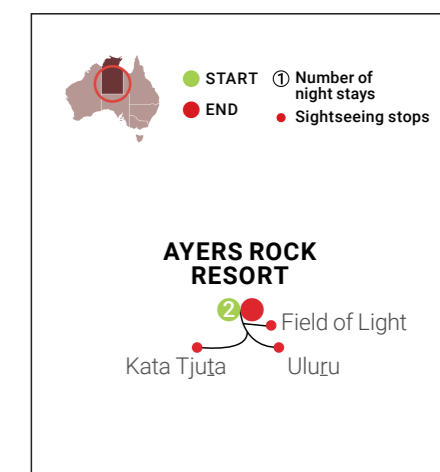 START
END
1 Number of
night stays
Sightseeing stops
AYERS ROCK
RESORT
2
Field of Light
Kata Tjuṯa
Uluṟu